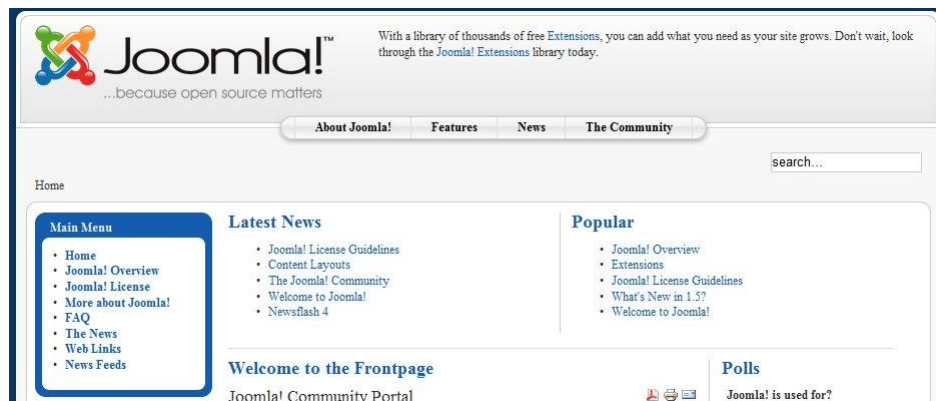 Joomla!™
...because open source matters
With a library of thousands of free Extensions, you can add what you need as your site grows. Don't wait, look
through the Joomla! Extensions library today.
About Joomla! Features News The Community
search...
Home
Main Menu
Home
Joomla! Overview
Joomla! License
More about Joomla!
FAQ
The News
Web Links
News Feeds
Latest News
Joomla! License Guidelines
Content Layouts
The Joomla! Community
Welcome to Joomla!
Newsflash 4
Popular
Joomla! Overview
Extensions
Joomla! License Guidelines
What's New in 1.5?
Welcome to Joomla!
Welcome to the Frontpage
Joomla! Community Portal
Polls
Joomla! is used for?